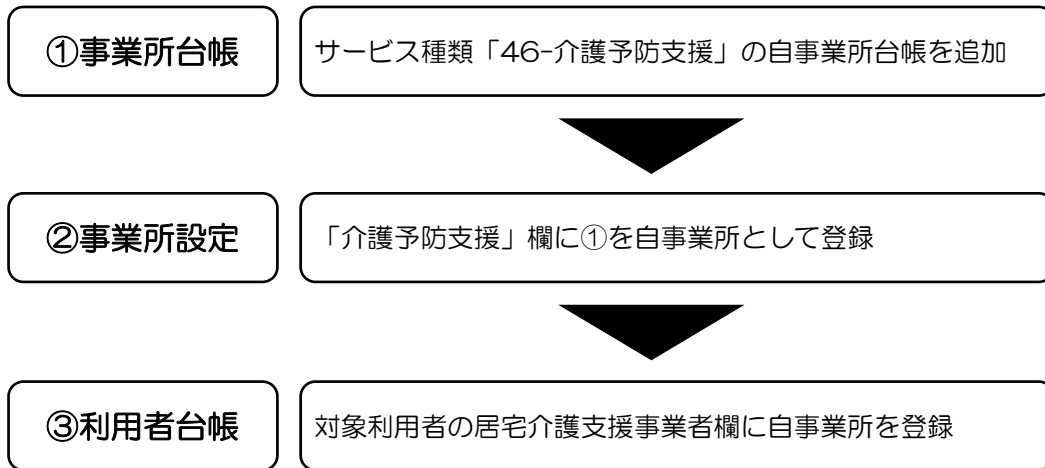 ①事業所台帳
サービス種類「46-介護予防支援」の自事業所台帳を追加
②事業所設定
「介護予防支援」欄に①を自事業所として登録
③利用者台帳
対象利用者の居宅介護支援事業者欄に自事業所を登録